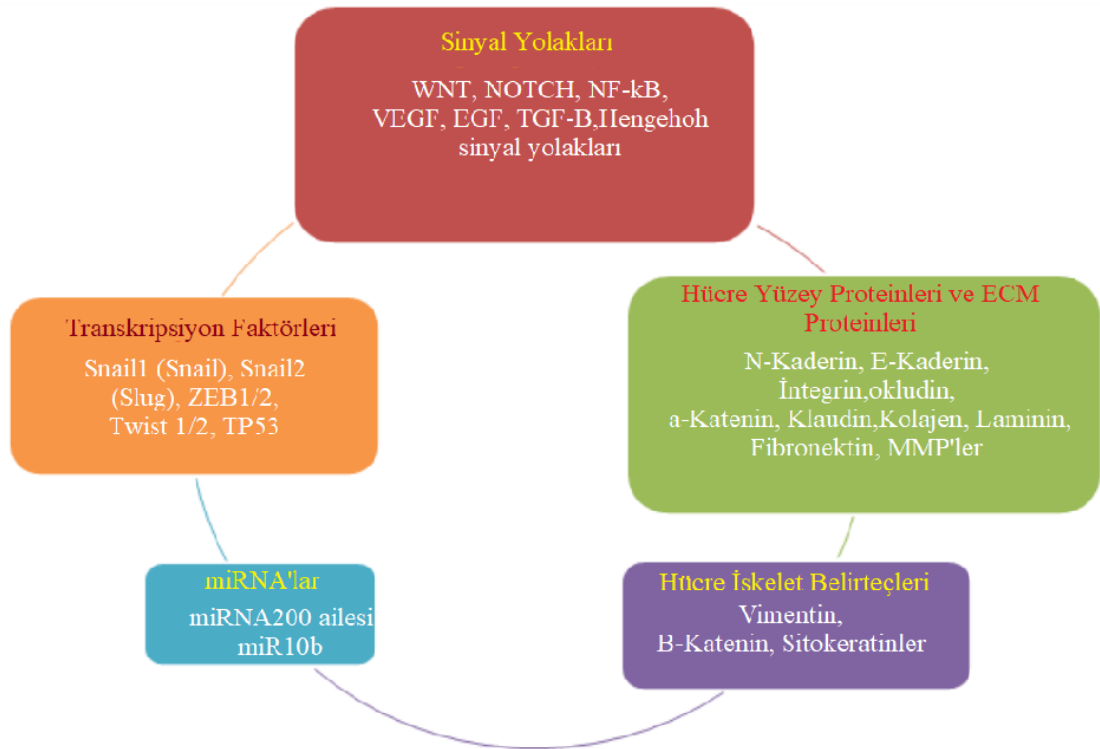 Sinyal Yolakları
WNT, NOTCH, NF-kB,
VEGF, EGF, TGF-B,Hengehoh
sinyal yolakları
Transkripsiyon Faktörleri
Snail1 (Snail), Snail2
(Slug), ZEB1/2,
Twist 1/2, TP53
Hücre Yüzey Proteinleri ve ECM
Proteinleri
N-Kaderin, E-Kaderin,
İntegrin,okludin,
a-Katenin, Klaudin,Kolajen, Laminin,
Fibronektin, MMP'ler
miRNA'lar
miRNA200 ailesi
miR10b
Hücre İskelet Belirteçleri
Vimentin,
B-Katenin, Sitokeratinler